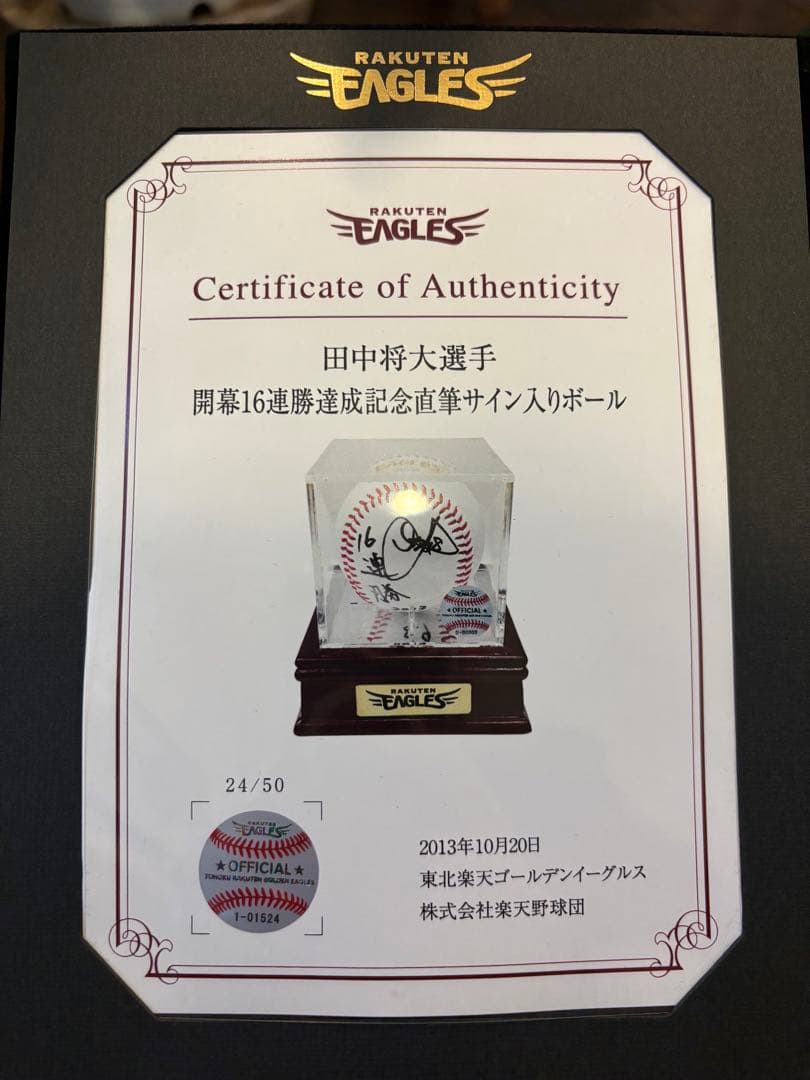 RAKUTEN
EAGLES
RAKUTEN
EAGLES
Certificate of Authenticity
田中将大選手
開幕16連勝達成記念直筆サイン入りボール
16
連
勝
EAGLES
OFFICIAL
RAKUTEN
EAGLES
24/50
RAKUTEN
EAGLES
★OFFICIAL★
TOHOKU RAKUTEN GOLDEN EAGLES
1-01524
2013年10月20日
東北楽天ゴールデンイーグルス
株式会社楽天野球団